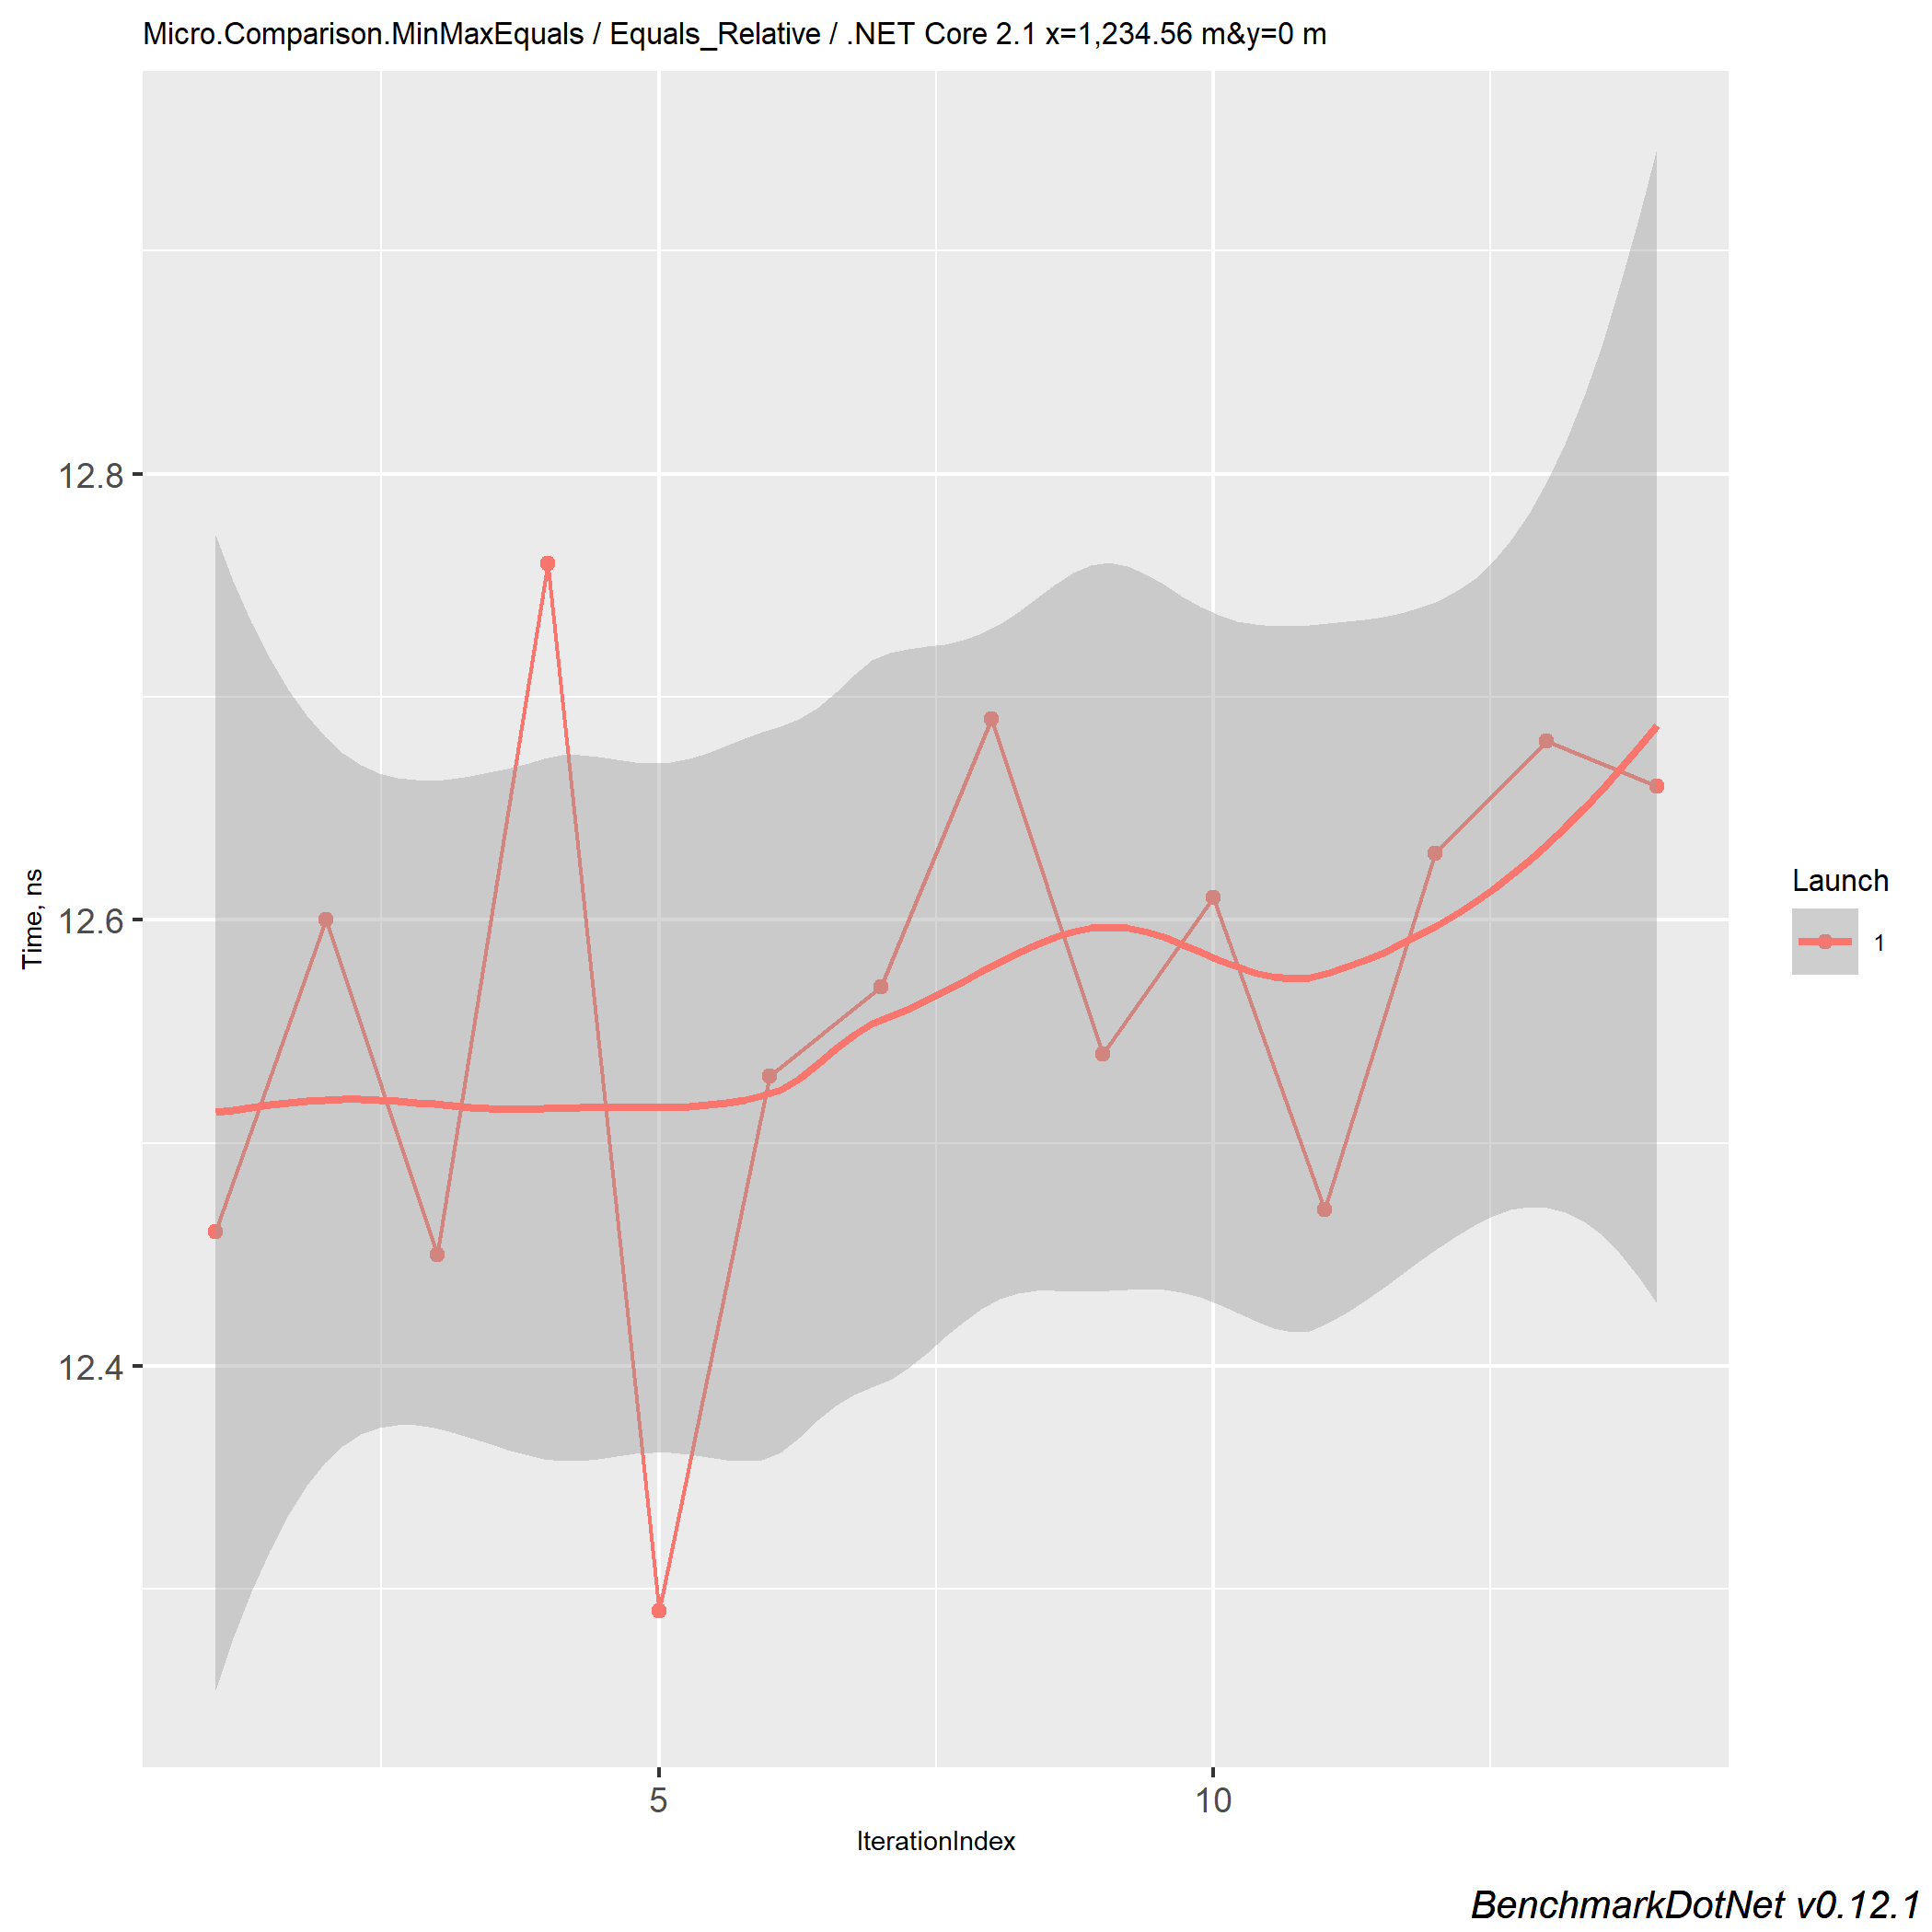 Micro.Comparison.MinMaxEquals / Equals_Relative / .NET Core 2.1 x=1,234.56 m&y=0 m
Time, ns
12.8
12.6
12.4
5
10
IterationIndex
Launch
1
BenchmarkDotNet v0.12.1